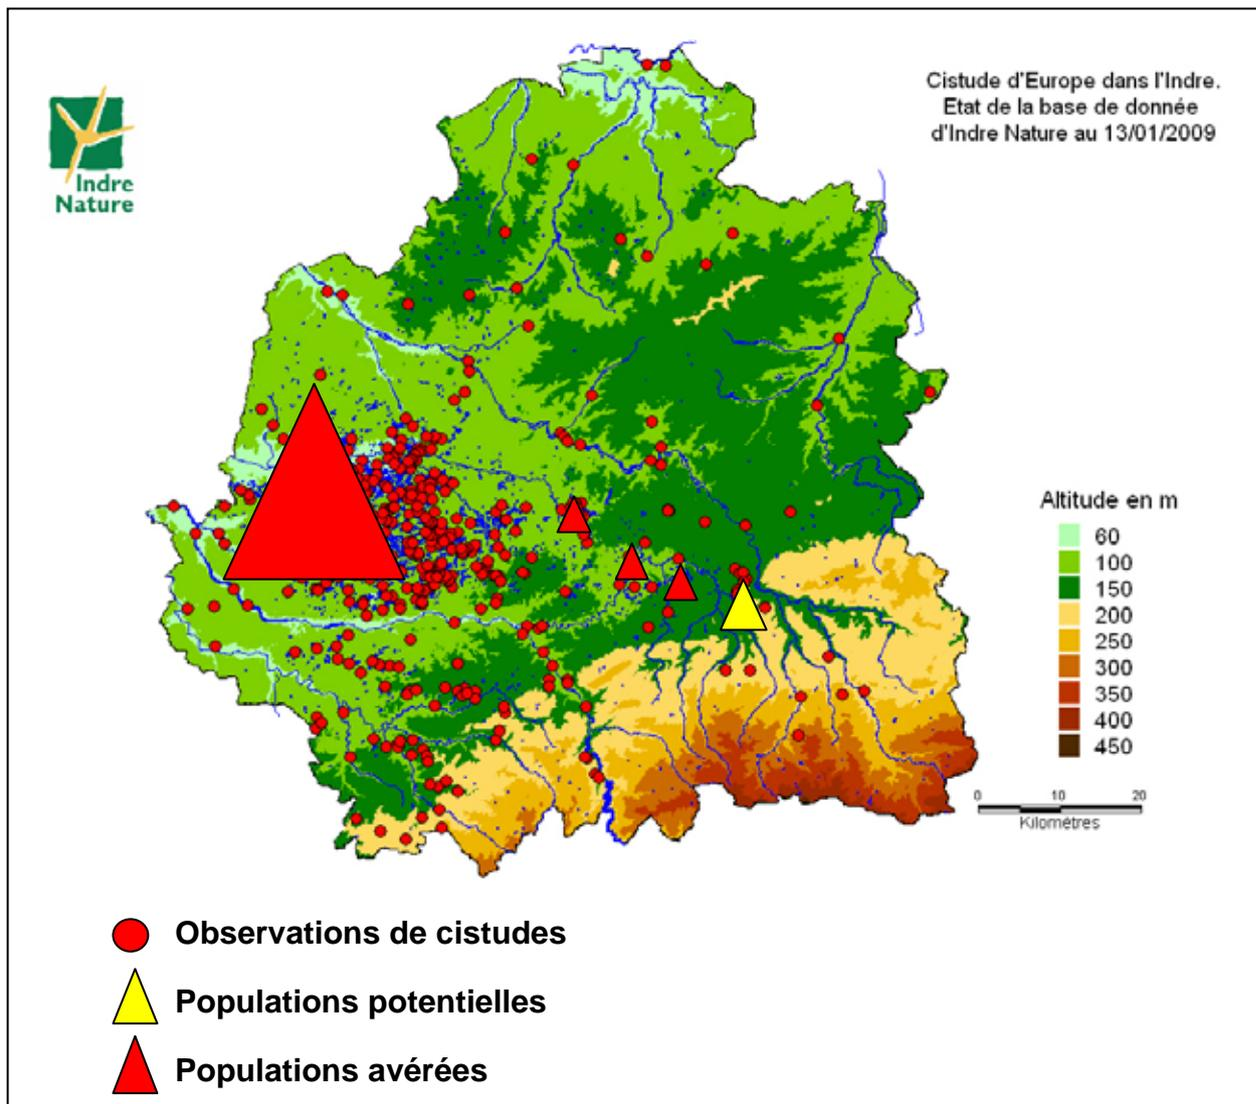 Indre
Nature
Cistude d'Europe dans l'Indre.
Etat de la base de donnée
d'Indre Nature au 13/01/2009
Altitude en m
60
100
150
200
250
300
350
400
450
0 10 20
Kilométres
Observations de cistudes
Populations potentielles
Populations avérées